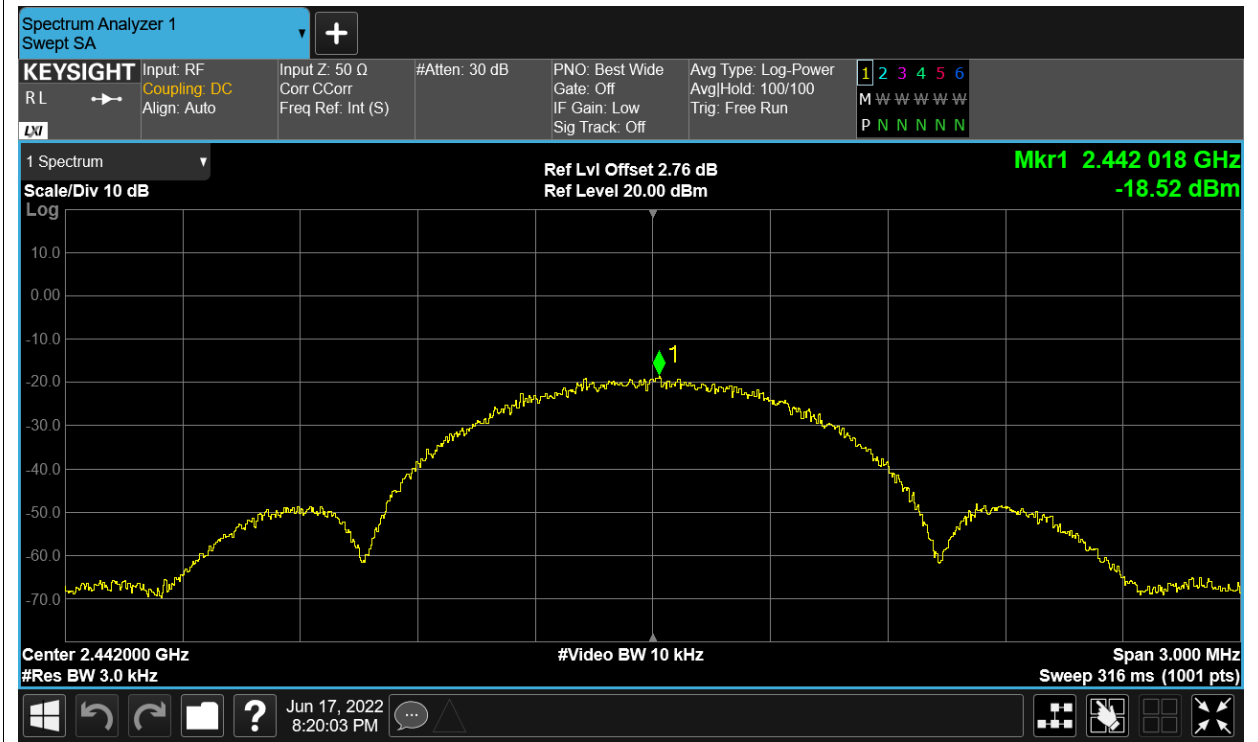 Spectrum Analyzer 1
Swept SA
KEYSIGHT
R L
LXI
Input: RF
Coupling: DC
Align: Auto
Input Z: 50 Ω
Corr CCorr
Freq Ref: Int (S)
#Atten: 30 dB
PNO: Best Wide
Gate: Off
IF Gain: Low
Sig Track: Off
Avg Type: Log-Power
Avg|Hold: 100/100
Trig: Free Run
1 2 3 4 5 6
M W W W W W
P N N N N N
1 Spectrum
Scale/Div 10 dB
Log
Ref Lvl Offset 2.76 dB
Ref Level 20.00 dBm
Mkr1 2.442 018 GHz
-18.52 dBm
10.0
0.00
-10.0
-20.0
-30.0
-40.0
-50.0
-60.0
-70.0
1
Center 2.442000 GHz
#Res BW 3.0 kHz
#Video BW 10 kHz
Span 3.000 MHz
Sweep 316 ms (1001 pts)
?
Jun 17, 2022
8:20:03 PM